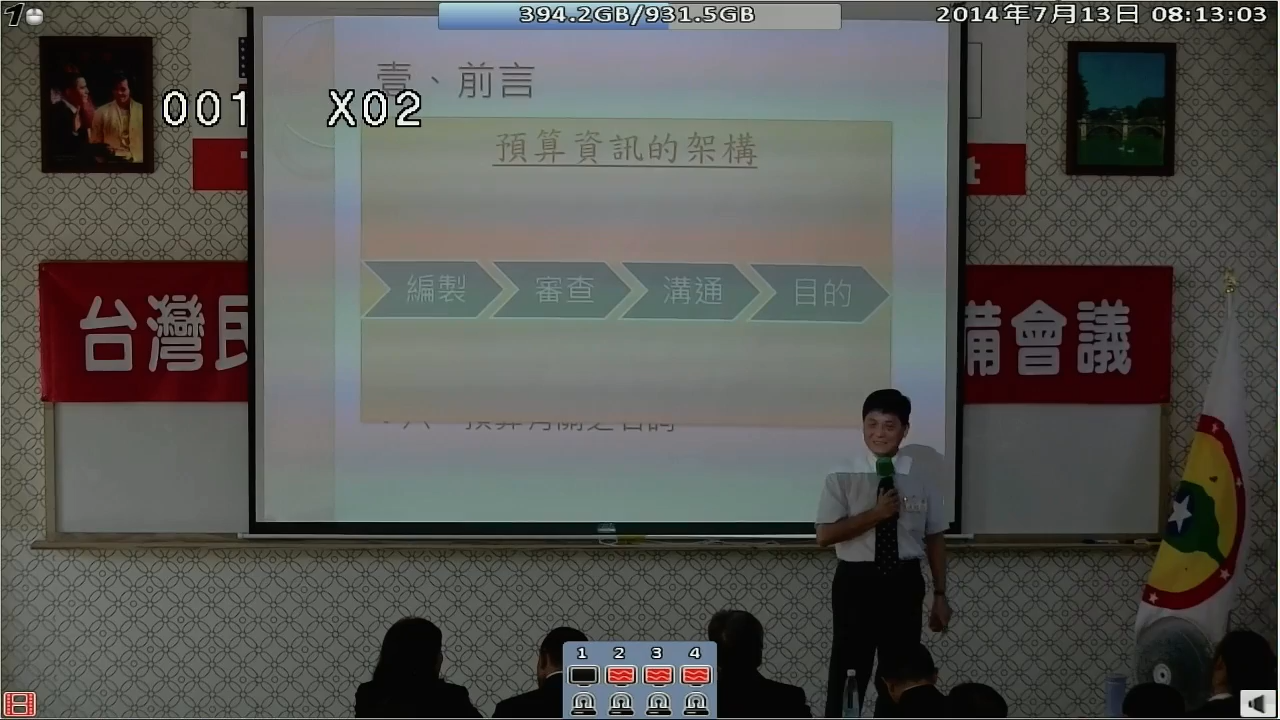 1
394.2GB/931.5GB
2014年7月13日 08:13:03
壹、前言
001 X02
預算資訊的架構
t
編製 審查 溝通 目的
台灣民
備會議
1 2 3 4